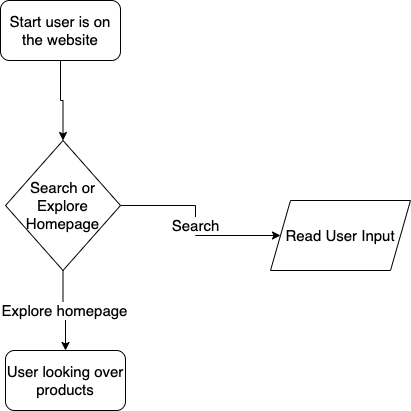 Start user is on
the website
Search or
Explore
Homepage
Search
Read User Input
Explore homepage
User looking over
products